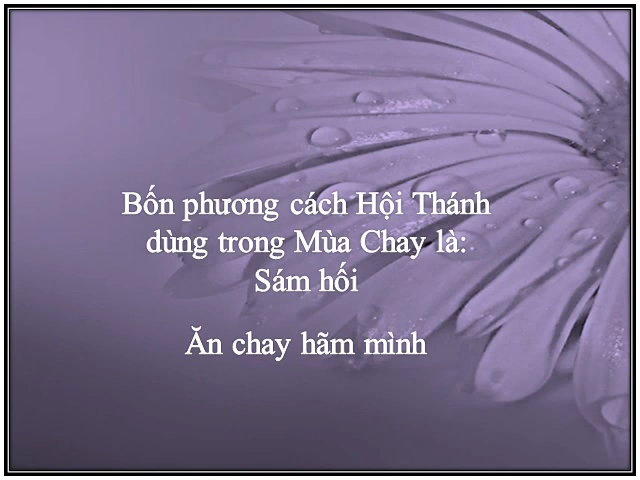 Bốn phương cách Hội Thánh
dùng trong Mùa Chay là:
Sám hối
Ăn chay hãm mình